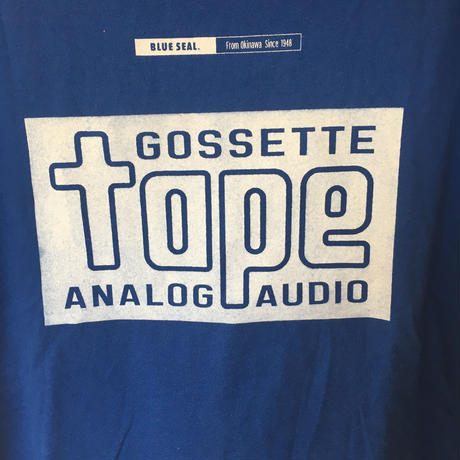 BLUE SEAL. From Okinawa Since 1948
GOSSETTE
tape
ANALOG AUDIO